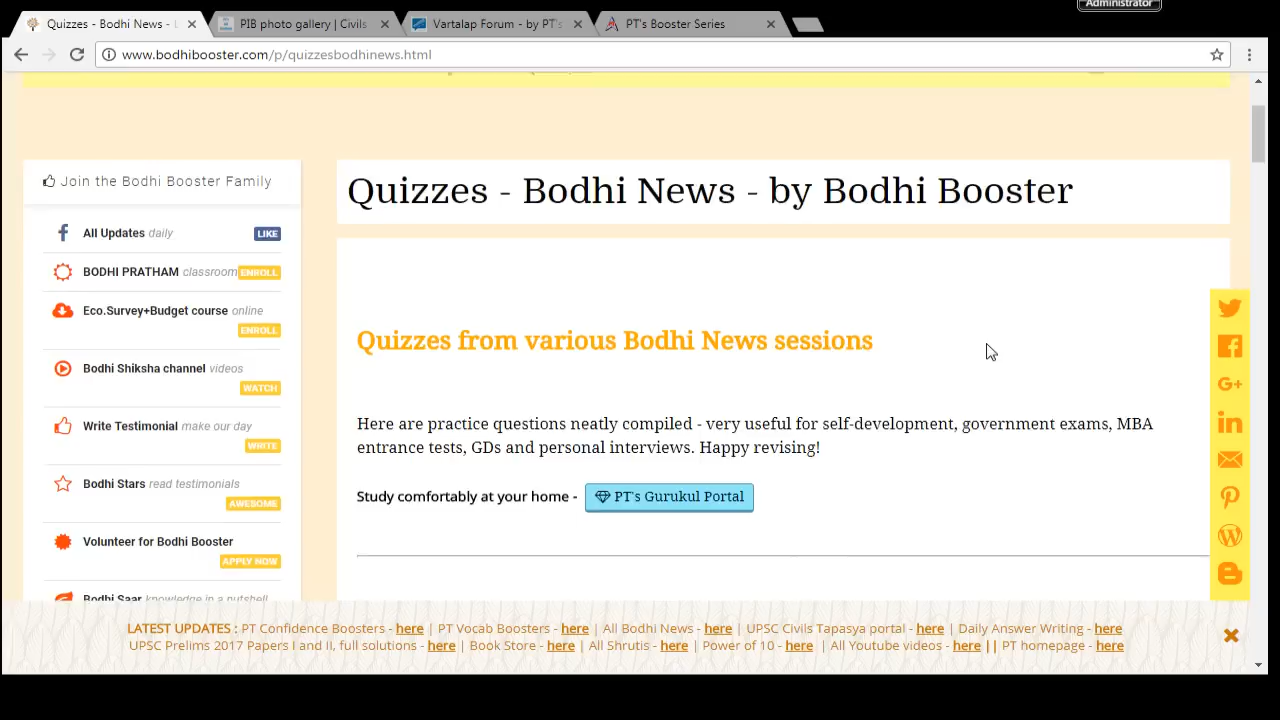 Administrator
Quizzes - Bodhi News - L
PIB photo gallery | Civils
Vartalap Forum - by PT's
PT's Booster Series
www.bodhibooster.com/p/quizzesbodhinews.html
Join the Bodhi Booster Family
All Updates daily LIKE
BODHI PRATHAM classroom ENROLL
Eco.Survey+Budget course online
ENROLL
Bodhi Shiksha channel videos
WATCH
Write Testimonial make our day
WRITE
Bodhi Stars read testimonials
AWESOME
Volunteer for Bodhi Booster
APPLY NOW
Bodhi Saar knowledge in a nutshell
Quizzes - Bodhi News - by Bodhi Booster
Quizzes from various Bodhi News sessions
Here are practice questions neatly compiled - very useful for self-development, government exams, MBA
entrance tests, GDs and personal interviews. Happy revising!
Study comfortably at your home - PT's Gurukul Portal
LATEST UPDATES : PT Confidence Boosters - here | PT Vocab Boosters - here | All Bodhi News - here | UPSC Civils Tapasya portal - here | Daily Answer Writing - here
UPSC Prelims 2017 Papers I and II, full solutions - here | Book Store - here | All Shrutis - here | Power of 10 - here | All Youtube videos - here || PT homepage - here